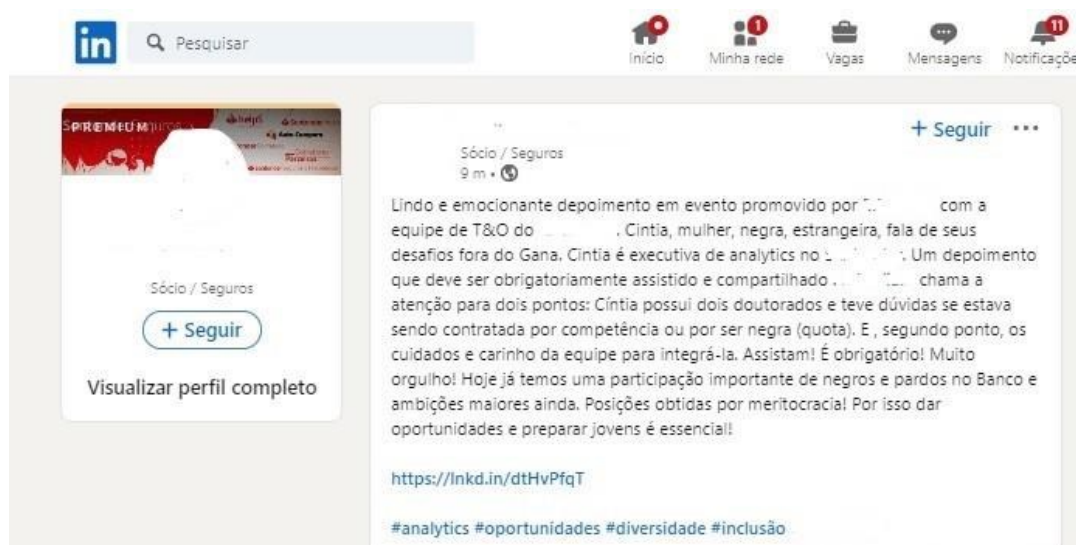 in
Pesquisar
Início
1
Minha rede
Vagas
Mensagens
11
Notificaçõe
PREMIUM
Sócio / Seguros
+ Seguir
Visualizar perfil completo
+ Seguir ...
Sócio / Seguros
9 m •
Lindo e emocionante depoimento em evento promovido por com a
equipe de T&O do . Cintia, mulher, negra, estrangeira, fala de seus
desafios fora do Gana. Cintia é executiva de analytics no . Um depoimento
que deve ser obrigatoriamente assistido e compartilhado . chama a
atenção para dois pontos: Cíntia possui dois doutorados e teve dúvidas se estava
sendo contratada por competência ou por ser negra (quota). E , segundo ponto, os
cuidados e carinho da equipe para integrá-la. Assistam! É obrigatório! Muito
orgulho! Hoje já temos uma participação importante de negros e pardos no Banco e
ambições maiores ainda. Posições obtidas por meritocracia! Por isso dar
oportunidades e preparar jovens é essencial!
https://lnkd.in/dtHvPfqT
#analytics #oportunidades #diversidade #inclusão